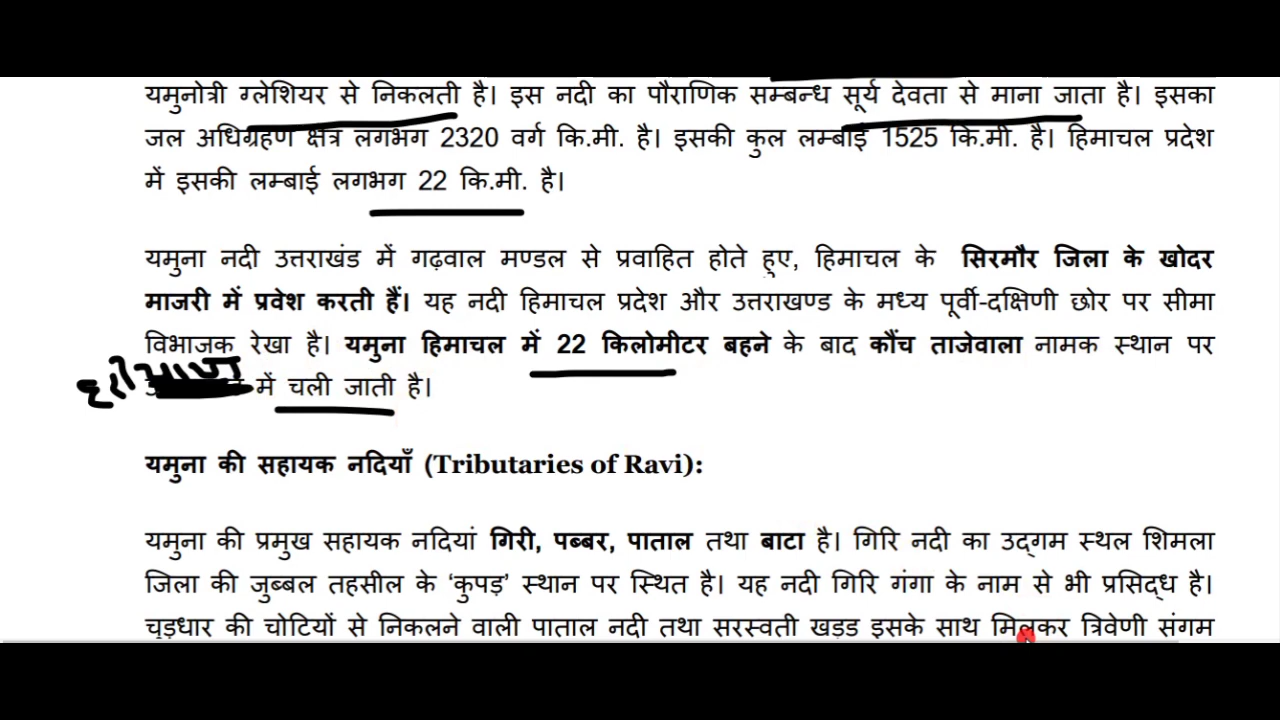 यमुनोत्री ग्लेशियर से निकलती है। इस नदी का पौराणिक सम्बन्ध सूर्य देवता से माना जाता है। इसका
जल अधिग्रहण क्षेत्र लगभग 2320 वर्ग कि.मी. है। इसकी कुल लम्बाई 1525 कि.मी. है। हिमाचल प्रदेश
में इसकी लम्बाई लगभग 22 कि.मी. है।
यमुना नदी उत्तराखंड में गढ़वाल मण्डल से प्रवाहित होते हुए, हिमाचल के सिरमौर जिला के खोदर
माजरी में प्रवेश करती हैं। यह नदी हिमाचल प्रदेश और उत्तराखण्ड के मध्य पूर्वी-दक्षिणी छोर पर सीमा
विभाजक रेखा है। यमुना हिमाचल में 22 किलोमीटर बहने के बाद कौंच ताजेवाला नामक स्थान पर
में चली जाती है।
यमुना की सहायक नदियाँ (Tributaries of Ravi):
यमुना की प्रमुख सहायक नदियां गिरी, पब्बर, पाताल तथा बाटा है। गिरि नदी का उद्गम स्थल शिमला
जिला की जुब्बल तहसील के ‘कुपड़’ स्थान पर स्थित है। यह नदी गिरि गंगा के नाम से भी प्रसिद्ध है।
चूड़धार की चोटियों से निकलने वाली पाताल नदी तथा सरस्वती खड्ड इसके साथ मिलकर त्रिवेणी संगम